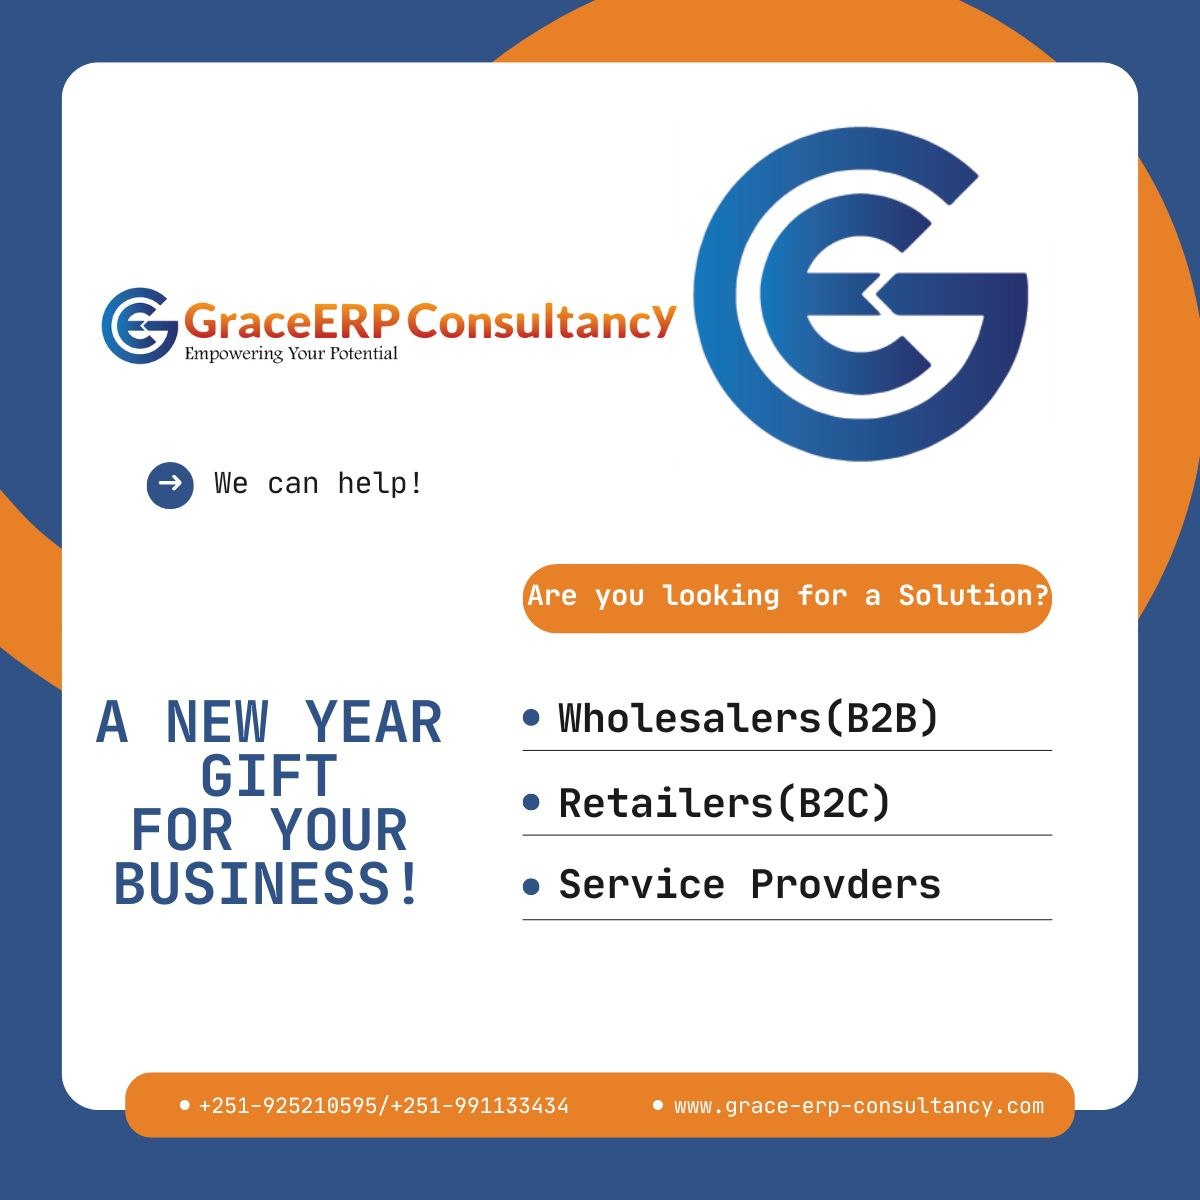 GraceERP Consultancy
Empowering Your Potential
We can help!
Are you looking for a Solution?
A NEW YEAR
GIFT
FOR YOUR
BUSINESS!
Wholesalers(B2B)
Retailers(B2C)
Service Provders
+251-925210595/+251-991133434
www.grace-erp-consultancy.com